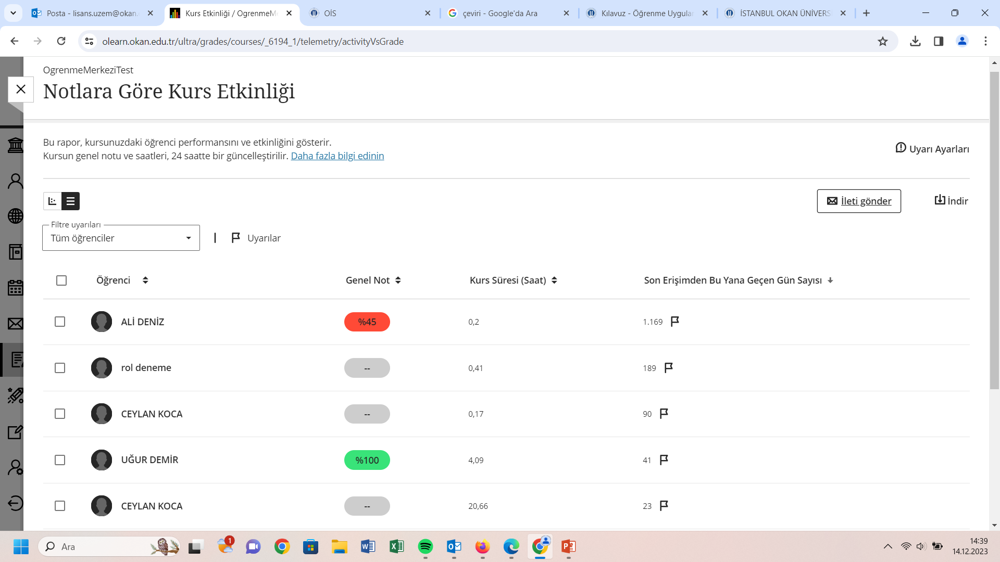 Posta - lisans.uzem@okan.
Kurs Etkinliği / OgrenmeM
OİS
çeviri - Google'da Ara
Kılavuz - Öğrenme Uygular
İSTANBUL OKAN ÜNİVERS
olearn.okan.edu.tr/ultra/grades/courses/_6194_1/telemetry/activityVsGrade
OgrenmeMerkeziTest
Notlara Göre Kurs Etkinliği
Bu rapor, kursunuzdaki öğrenci performansını ve etkinliğini gösterir.
Kursun genel notu ve saatleri, 24 saatte bir güncelleştirilir. Daha fazla bilgi edinin
Uyarı Ayarları
İleti gönder
İndir
Filtre uyarıları
Tüm öğrenciler
Uyarılar
Öğrenci Genel Not Kurs Süresi (Saat) Son Erişimden Bu Yana Geçen Gün Sayısı
ALİ DENİZ %45 0,2 1.169
rol deneme -- 0,41 189
CEYLAN KOCA -- 0,17 90
UĞUR DEMİR %100 4,09 41
CEYLAN KOCA -- 20,66 23
Ara
1
14:39
14.12.2023